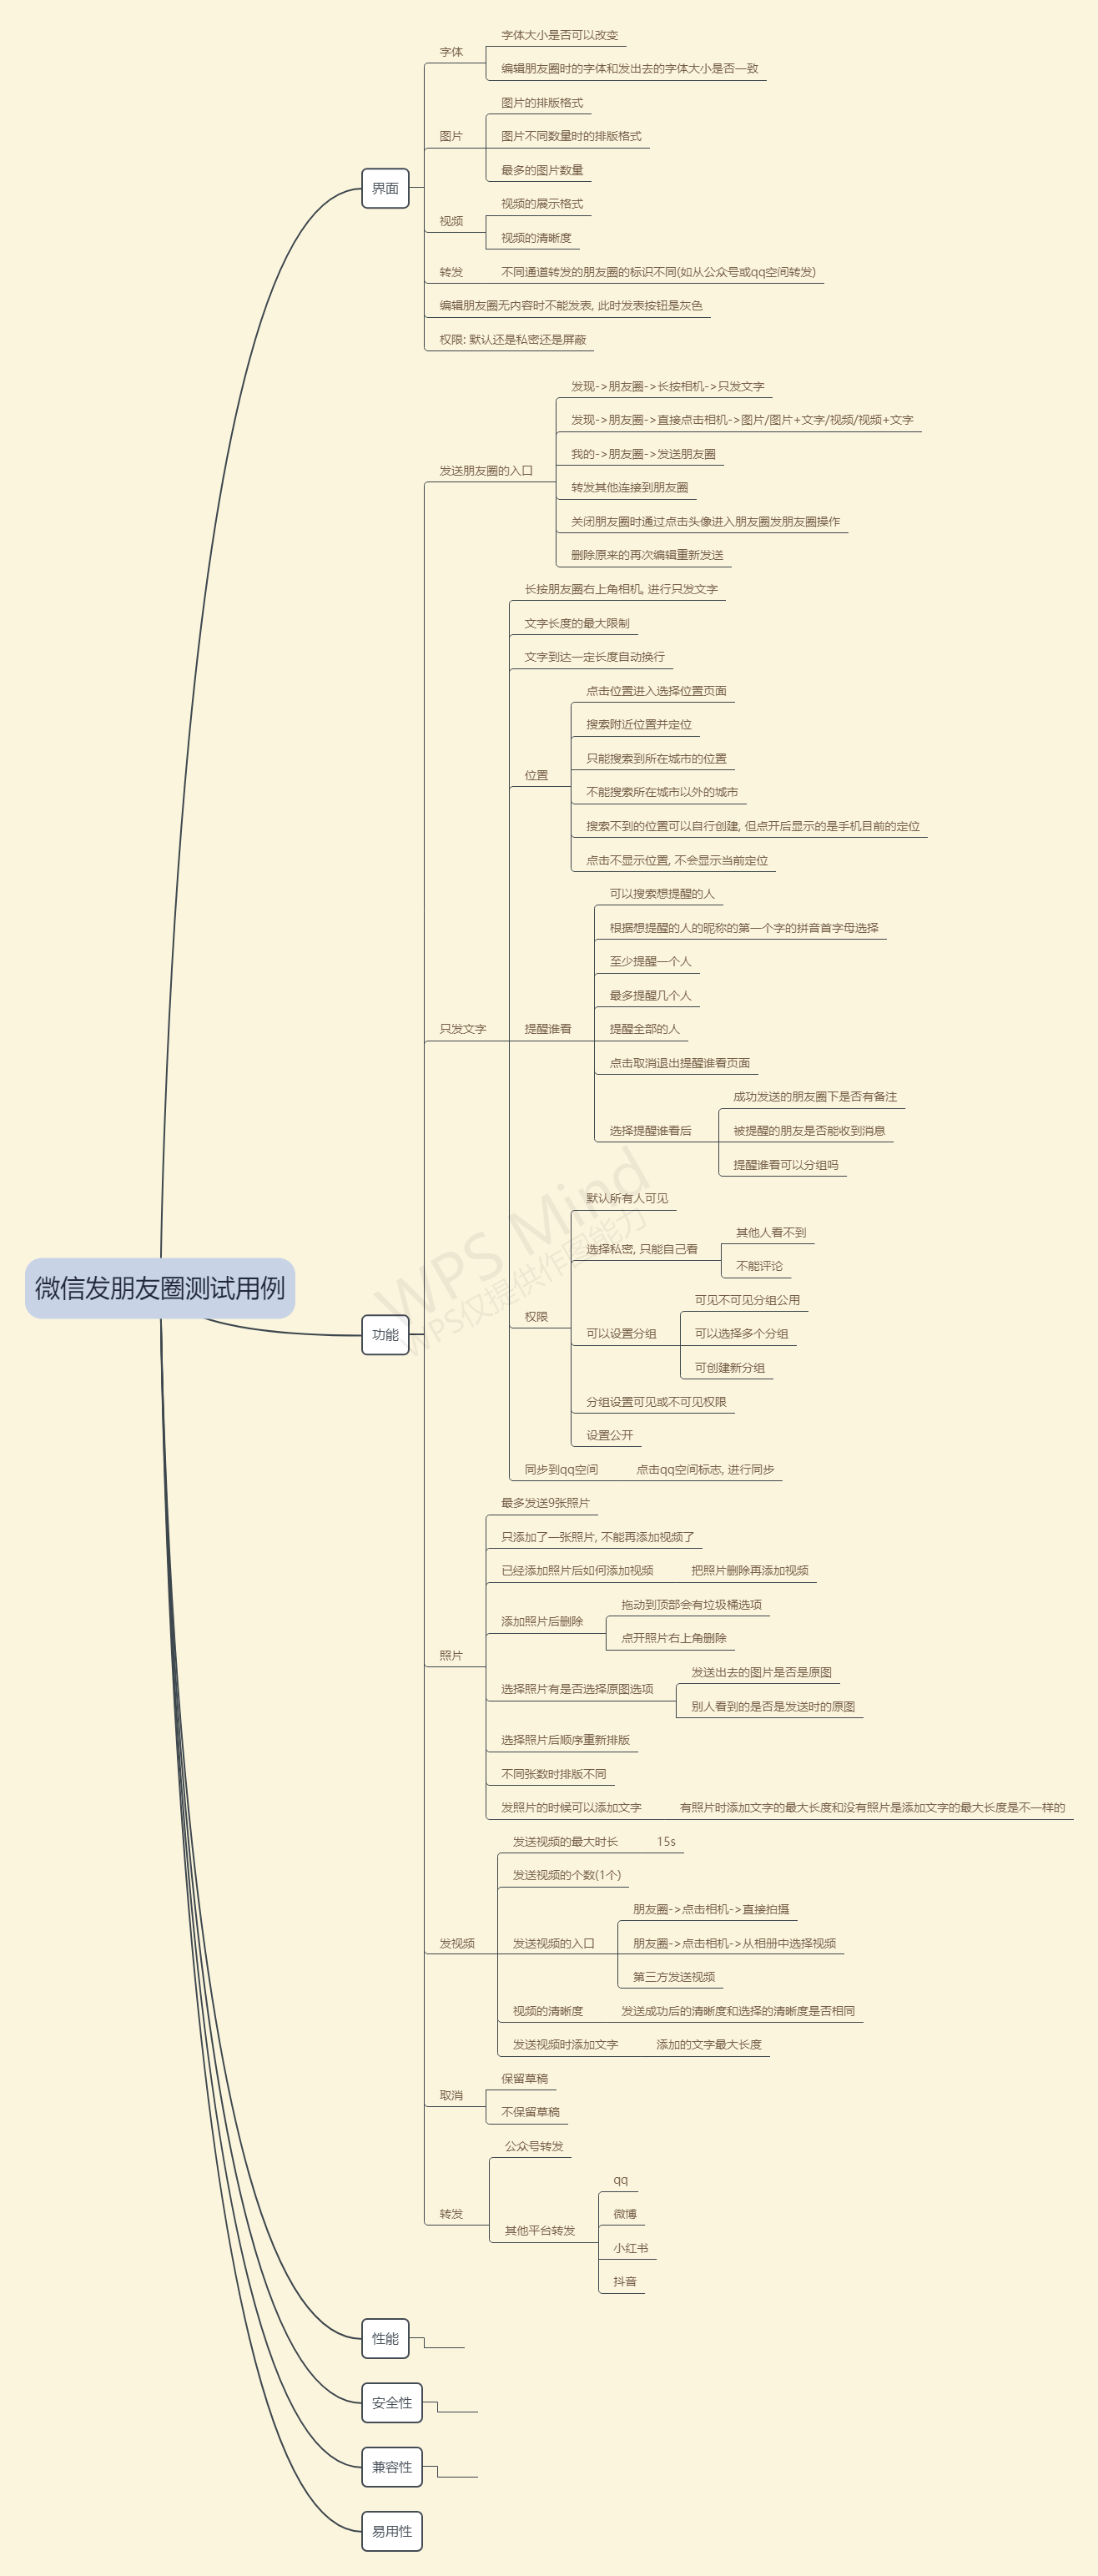 微信发朋友圈测试用例
界面
字体
字体大小是否可以改变
编辑朋友圈时的字体和发出去的字体大小是否一致
图片
图片的排版格式
图片不同数量时的排版格式
最多的图片数量
视频
视频的展示格式
视频的清晰度
转发
不同通道转发的朋友圈的标识不同(如从公众号或qq空间转发)
编辑朋友圈无内容时不能发表, 此时发表按钮是灰色
权限: 默认还是私密还是屏蔽
功能
发送朋友圈的入口
发现->朋友圈->长按相机->只发文字
发现->朋友圈->直接点击相机->图片/图片+文字/视频/视频+文字
我的->朋友圈->发送朋友圈
转发其他连接到朋友圈
关闭朋友圈时通过点击头像进入朋友圈发朋友圈操作
删除原来的再次编辑重新发送
只发文字
长按朋友圈右上角相机, 进行只发文字
文字长度的最大限制
文字到达一定长度自动换行
位置
点击位置进入选择位置页面
搜索附近位置并定位
只能搜索到所在城市的位置
不能搜索所在城市以外的城市
搜索不到的位置可以自行创建, 但点开后显示的是手机目前的定位
点击不显示位置, 不会显示当前定位
提醒谁看
可以搜索想提醒的人
根据想提醒的人的昵称的第一个字的拼音首字母选择
至少提醒一个人
最多提醒几个人
提醒全部的人
点击取消退出提醒谁看页面
选择提醒谁看后
成功发送的朋友圈下是否有备注
被提醒的朋友是否能收到消息
提醒谁看可以分组吗
权限
默认所有人可见
选择私密, 只能自己看
其他人看不到
不能评论
可以设置分组
可见不可见分组公用
可以选择多个分组
可创建新分组
分组设置可见或不可见权限
设置公开
同步到qq空间
点击qq空间标志, 进行同步
照片
最多发送9张照片
只添加了一张照片, 不能再添加视频了
已经添加照片后如何添加视频
把照片删除再添加视频
添加照片后删除
拖动到顶部会有垃圾桶选项
点开照片右上角删除
选择照片有是否选择原图选项
发送出去的图片是否是原图
别人看到的是否是发送时的原图
选择照片后顺序重新排版
不同张数时排版不同
发照片的时候可以添加文字
有照片时添加文字的最大长度和没有照片是添加文字的最大长度是不一样的
发视频
发送视频的最大时长
15s
发送视频的个数(1个)
发送视频的入口
朋友圈->点击相机->直接拍摄
朋友圈->点击相机->从相册中选择视频
第三方发送视频
视频的清晰度
发送成功后的清晰度和选择的清晰度是否相同
发送视频时添加文字
添加的文字最大长度
取消
保留草稿
不保留草稿
转发
公众号转发
其他平台转发
qq
微博
小红书
抖音
性能
安全性
兼容性
易用性
WPS Mind
WPS仅提供作图能力